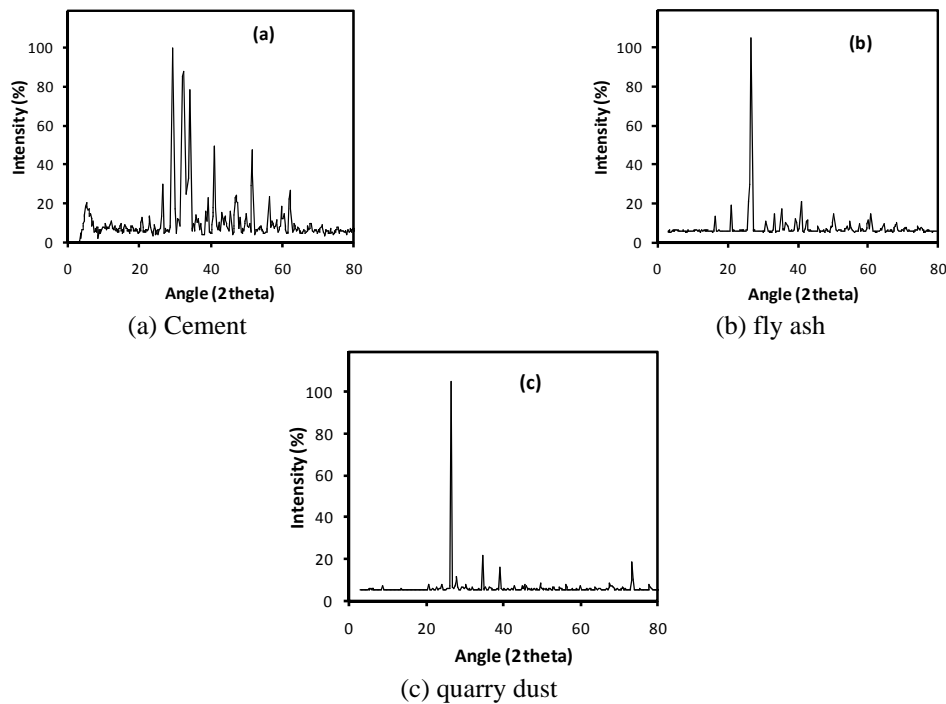 (a)
100
80
60
40
20
0
Intensity (%)
0 20 40 60 80
Angle (2 theta)
(a) Cement
(b)
100
80
60
40
20
0
Intensity (%)
0 20 40 60 80
Angle (2 theta)
(b) fly ash
(c)
100
80
60
40
20
0
Intensity (%)
0 20 40 60 80
Angle (2 theta)
(c) quarry dust